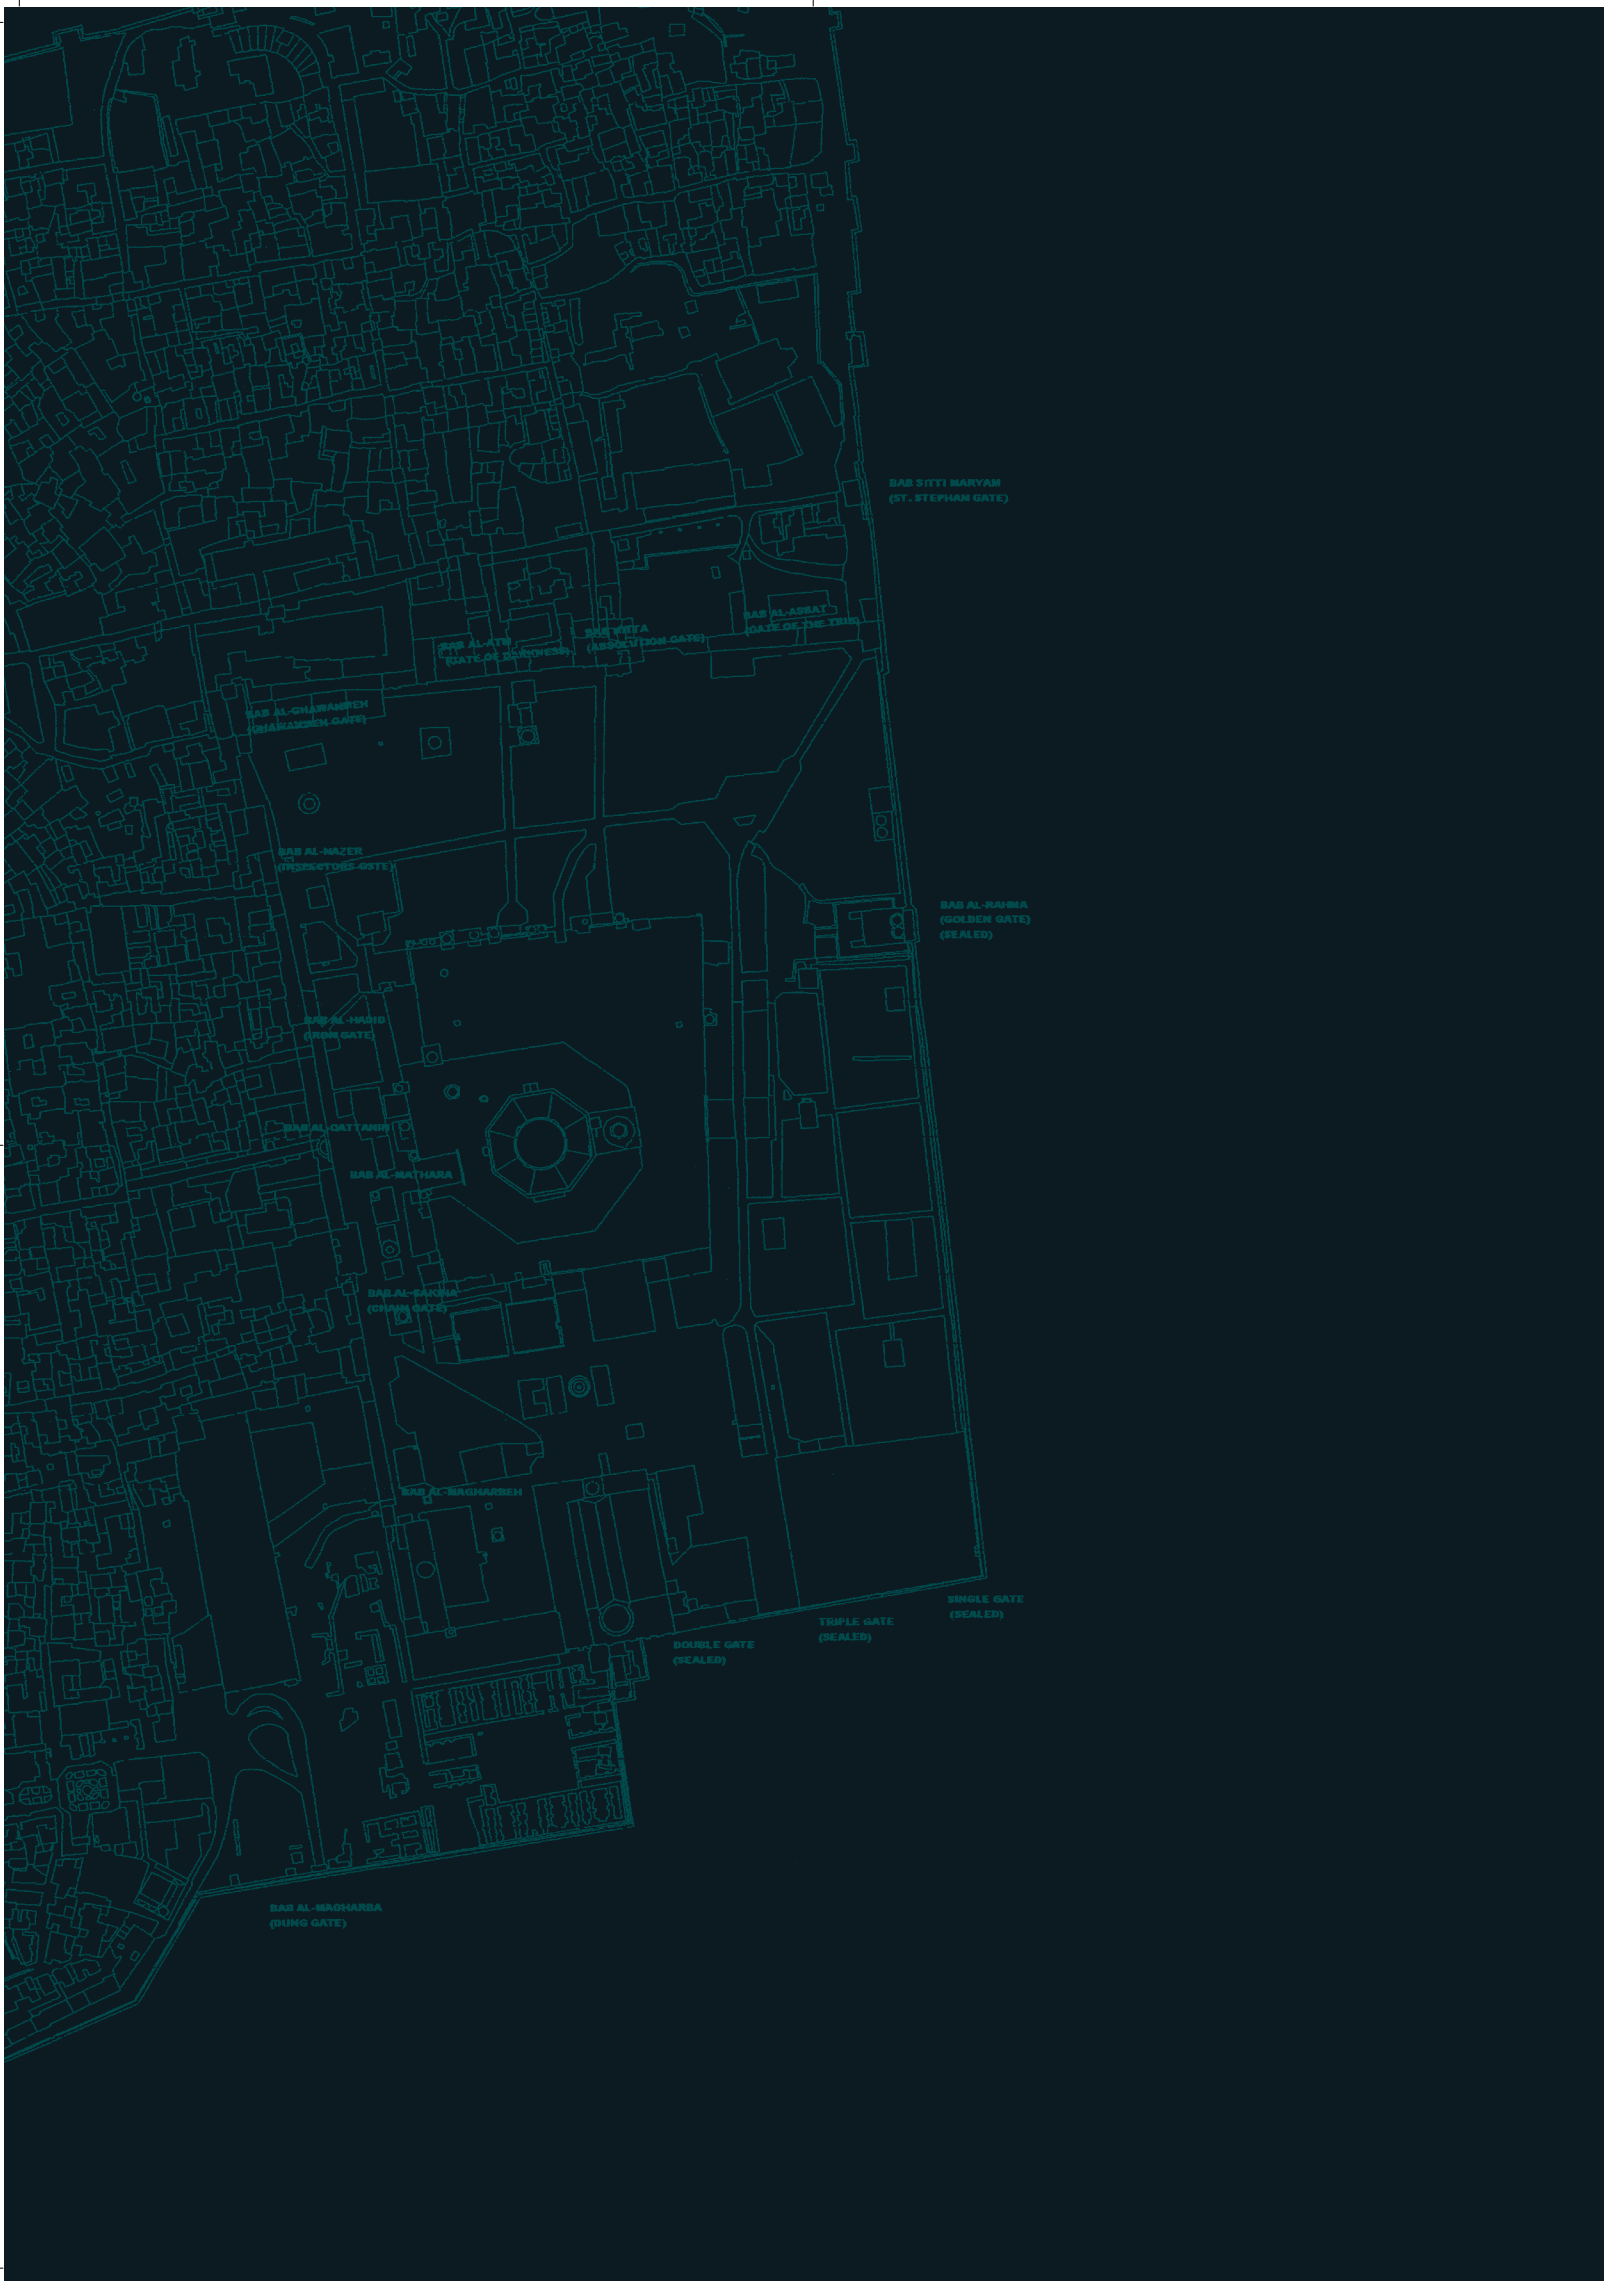 BAB SITTI MARYAM
(ST. STEPHAN GATE)
BAB AL-ASBAT
(GATE OF THE TRIBE)
BAB HITTA
(ABSOLUTION GATE)
BAB AL-ATM
(GATE OF DARKNESS)
BAB AL-GHAWANMEH
(GHAWANMEH GATE)
BAB AL-NAZER
(INSPECTORS GSTE)
BAB AL-RAHMA
(GOLDEN GATE)
(SEALED)
BAB AL-HADID
(IRON GATE)
BAB AL-QATTANIN
BAB AL-MATHARA
BAB AL-SAKINA
(CHAIN GATE)
BAB AL-MAGHARBEH
SINGLE GATE
(SEALED)
TRIPLE GATE
(SEALED)
DOUBLE GATE
(SEALED)
BAB AL-MAGHARBA
(DUNG GATE)